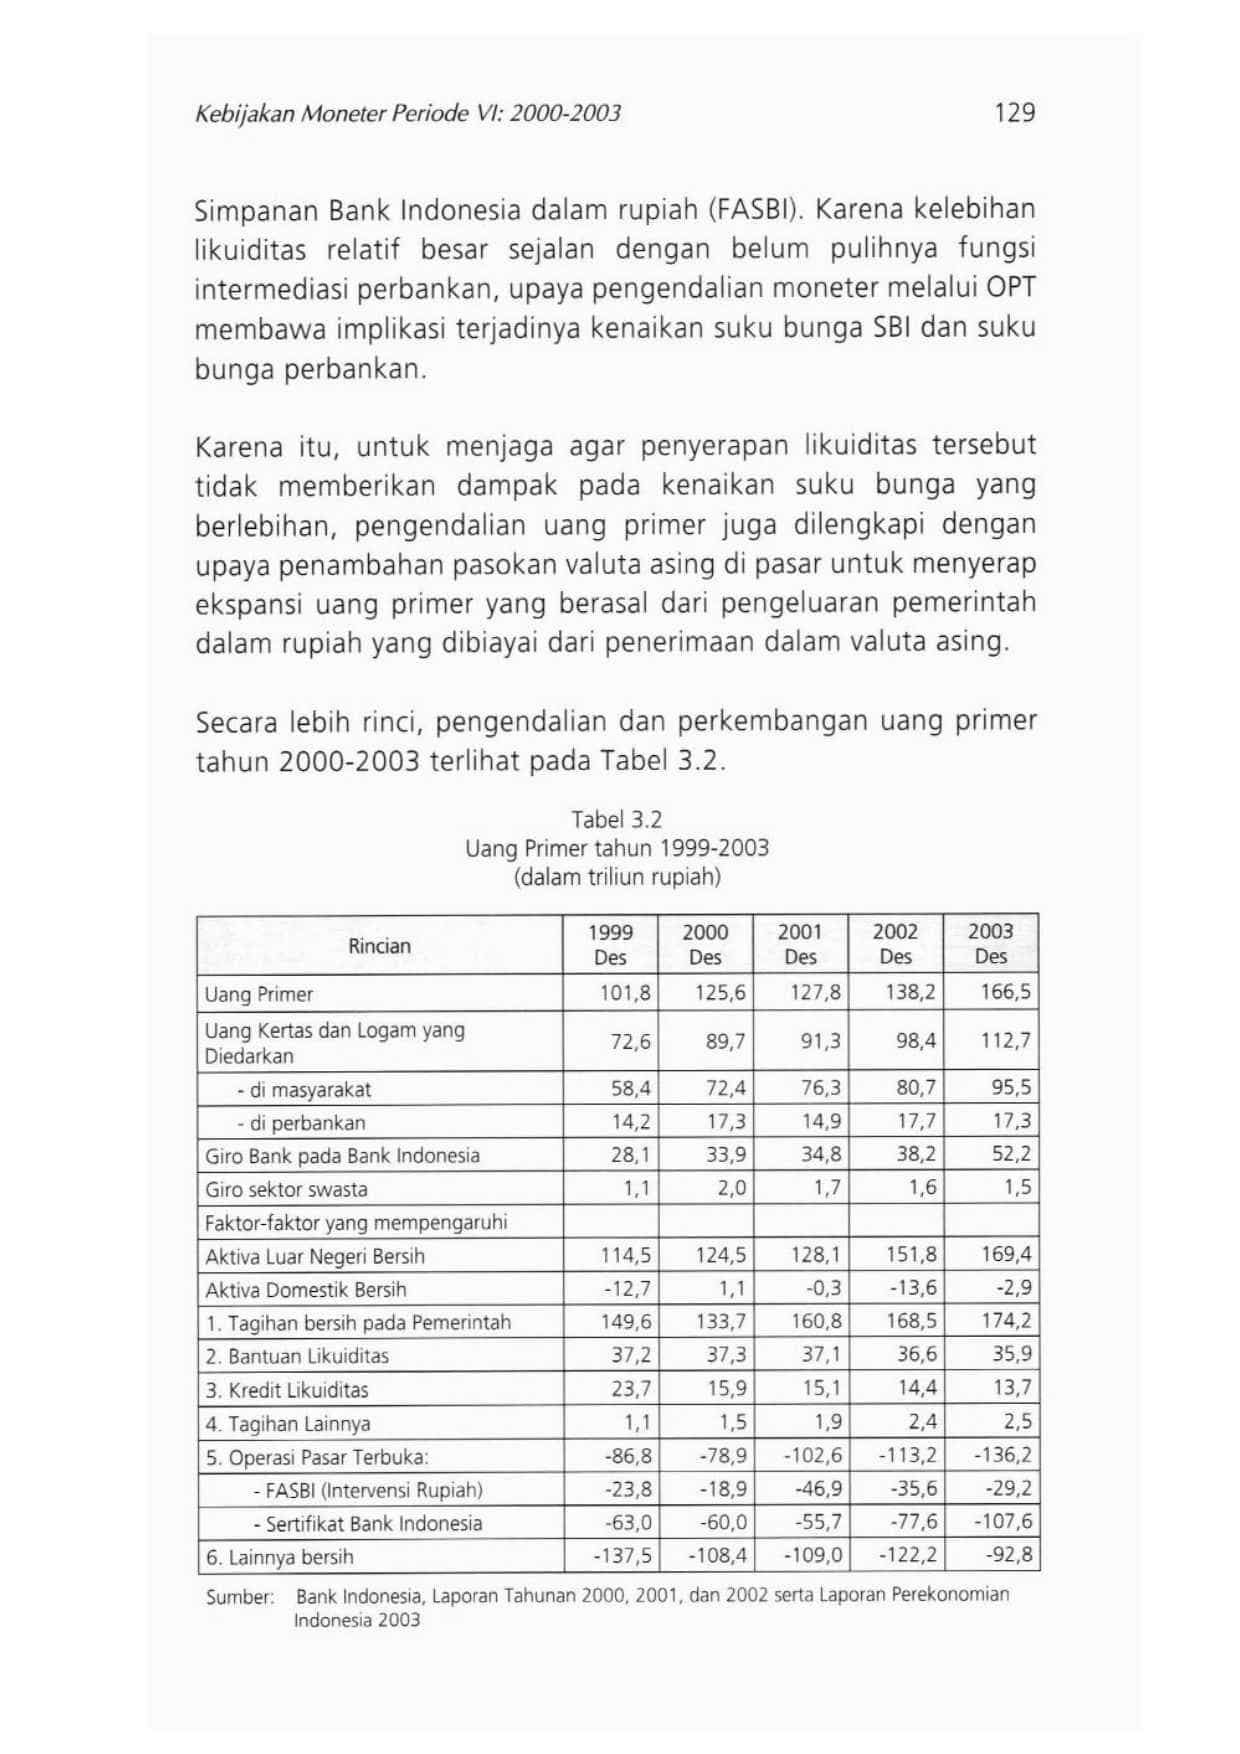 Kebijakan Moneter Periode VI: 2000-2003 129
Simpanan Bank Indonesia dalam rupiah (FASBI). Karena kelebihan
likuiditas relatif besar sejalan dengan belum pulihnya fungsi
intermediasi perbankan, upaya pengendalian moneter melalui OPT
membawa implikasi terjadinya kenaikan suku bunga SBI dan suku
bunga perbankan.
Karena itu, untuk menjaga agar penyerapan likuiditas tersebut
tidak memberikan dampak pada kenaikan suku bunga yang
berlebihan, pengendalian uang primer juga dilengkapi dengan
upaya penambahan pasokan valuta asing di pasar untuk menyerap
ekspansi uang primer yang berasal dari pengeluaran pemerintah
dalam rupiah yang dibiayai dari penerimaan dalam valuta asing.
Secara lebih rinci, pengendalian dan perkembangan uang primer
tahun 2000-2003 terlihat pada Tabel 3.2.
Tabel 3.2
Uang Primer tahun 1999-2003
(dalam triliun rupiah)
Rincian 1999 Des 2000 Des 2001 Des 2002 Des 2003 Des
Uang Primer 101,8 125,6 127,8 138,2 166,5
Uang Kertas dan Logam yang
Diedarkan 72,6 89,7 91,3 98,4 112,7
- di masyarakat 58,4 72,4 76,3 80,7 95,5
- di perbankan 14,2 17,3 14,9 17,7 17,3
Giro Bank pada Bank Indonesia 28,1 33,9 34,8 38,2 52,2
Giro sektor swasta 1,1 2,0 1,7 1,6 1,5
Faktor-faktor yang mempengaruhi
Aktiva Luar Negeri Bersih 114,5 124,5 128,1 151,8 169,4
Aktiva Domestik Bersih -12,7 1,1 -0,3 -13,6 -2,9
1. Tagihan bersih pada Pemerintah 149,6 133,7 160,8 168,5 174,2
2. Bantuan Likuiditas 37,2 37,3 37,1 36,6 35,9
3. Kredit Likuiditas 23,7 15,9 15,1 14,4 13,7
4. Tagihan Lainnya 1,1 1,5 1,9 2,4 2,5
5. Operasi Pasar Terbuka: -86,8 -78,9 -102,6 -113,2 -136,2
- FASBI (Intervensi Rupiah) -23,8 -18,9 -46,9 -35,6 -29,2
- Sertifikat Bank Indonesia -63,0 -60,0 -55,7 -77,6 -107,6
6. Lainnya bersih -137,5 -108,4 -109,0 -122,2 -92,8
Sumber: Bank Indonesia, Laporan Tahunan 2000, 2001, dan 2002 serta Laporan Perekonomian
Indonesia 2003